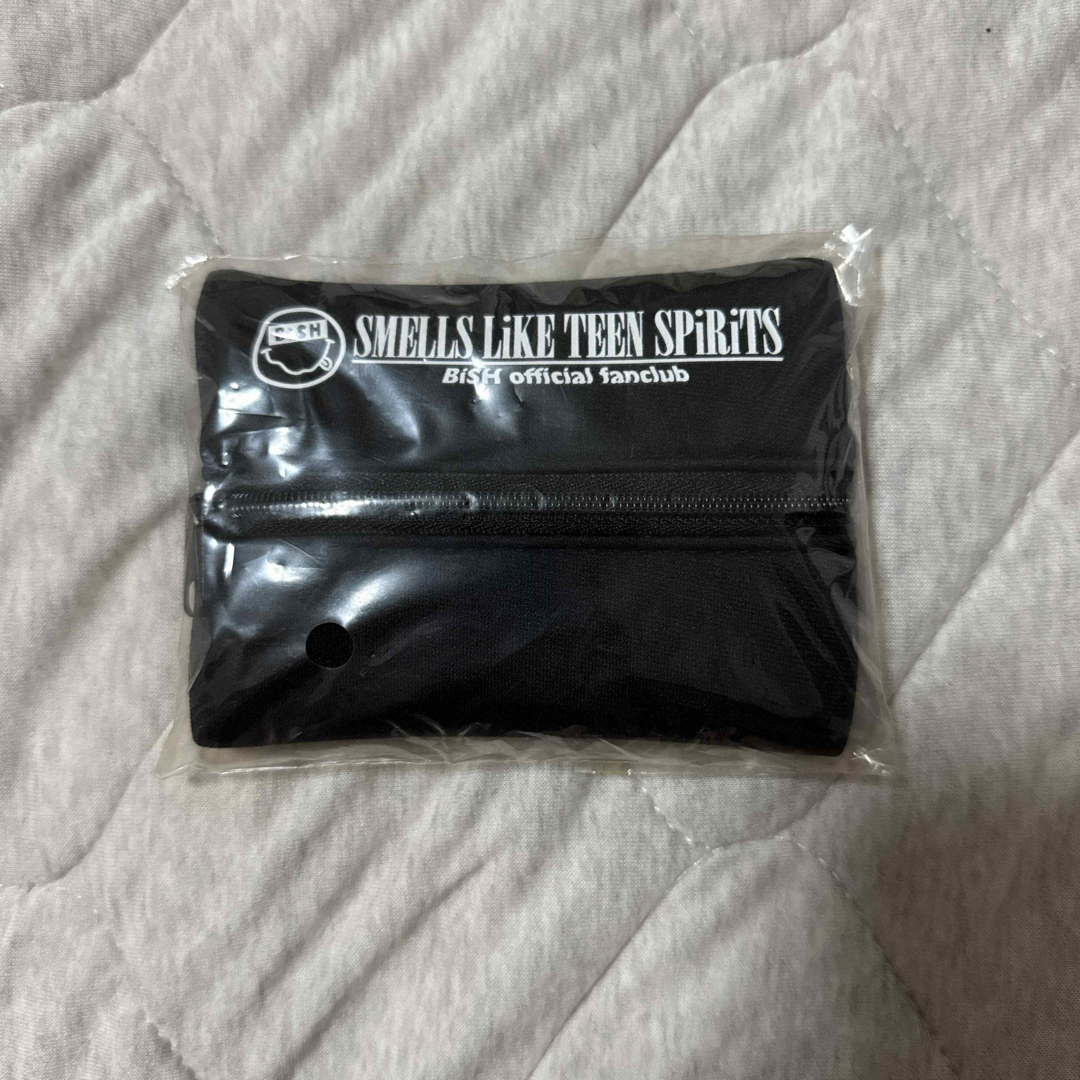 BiSH
SMELLS LiKE TEEN SPiRiTS
BiSH official fanclub